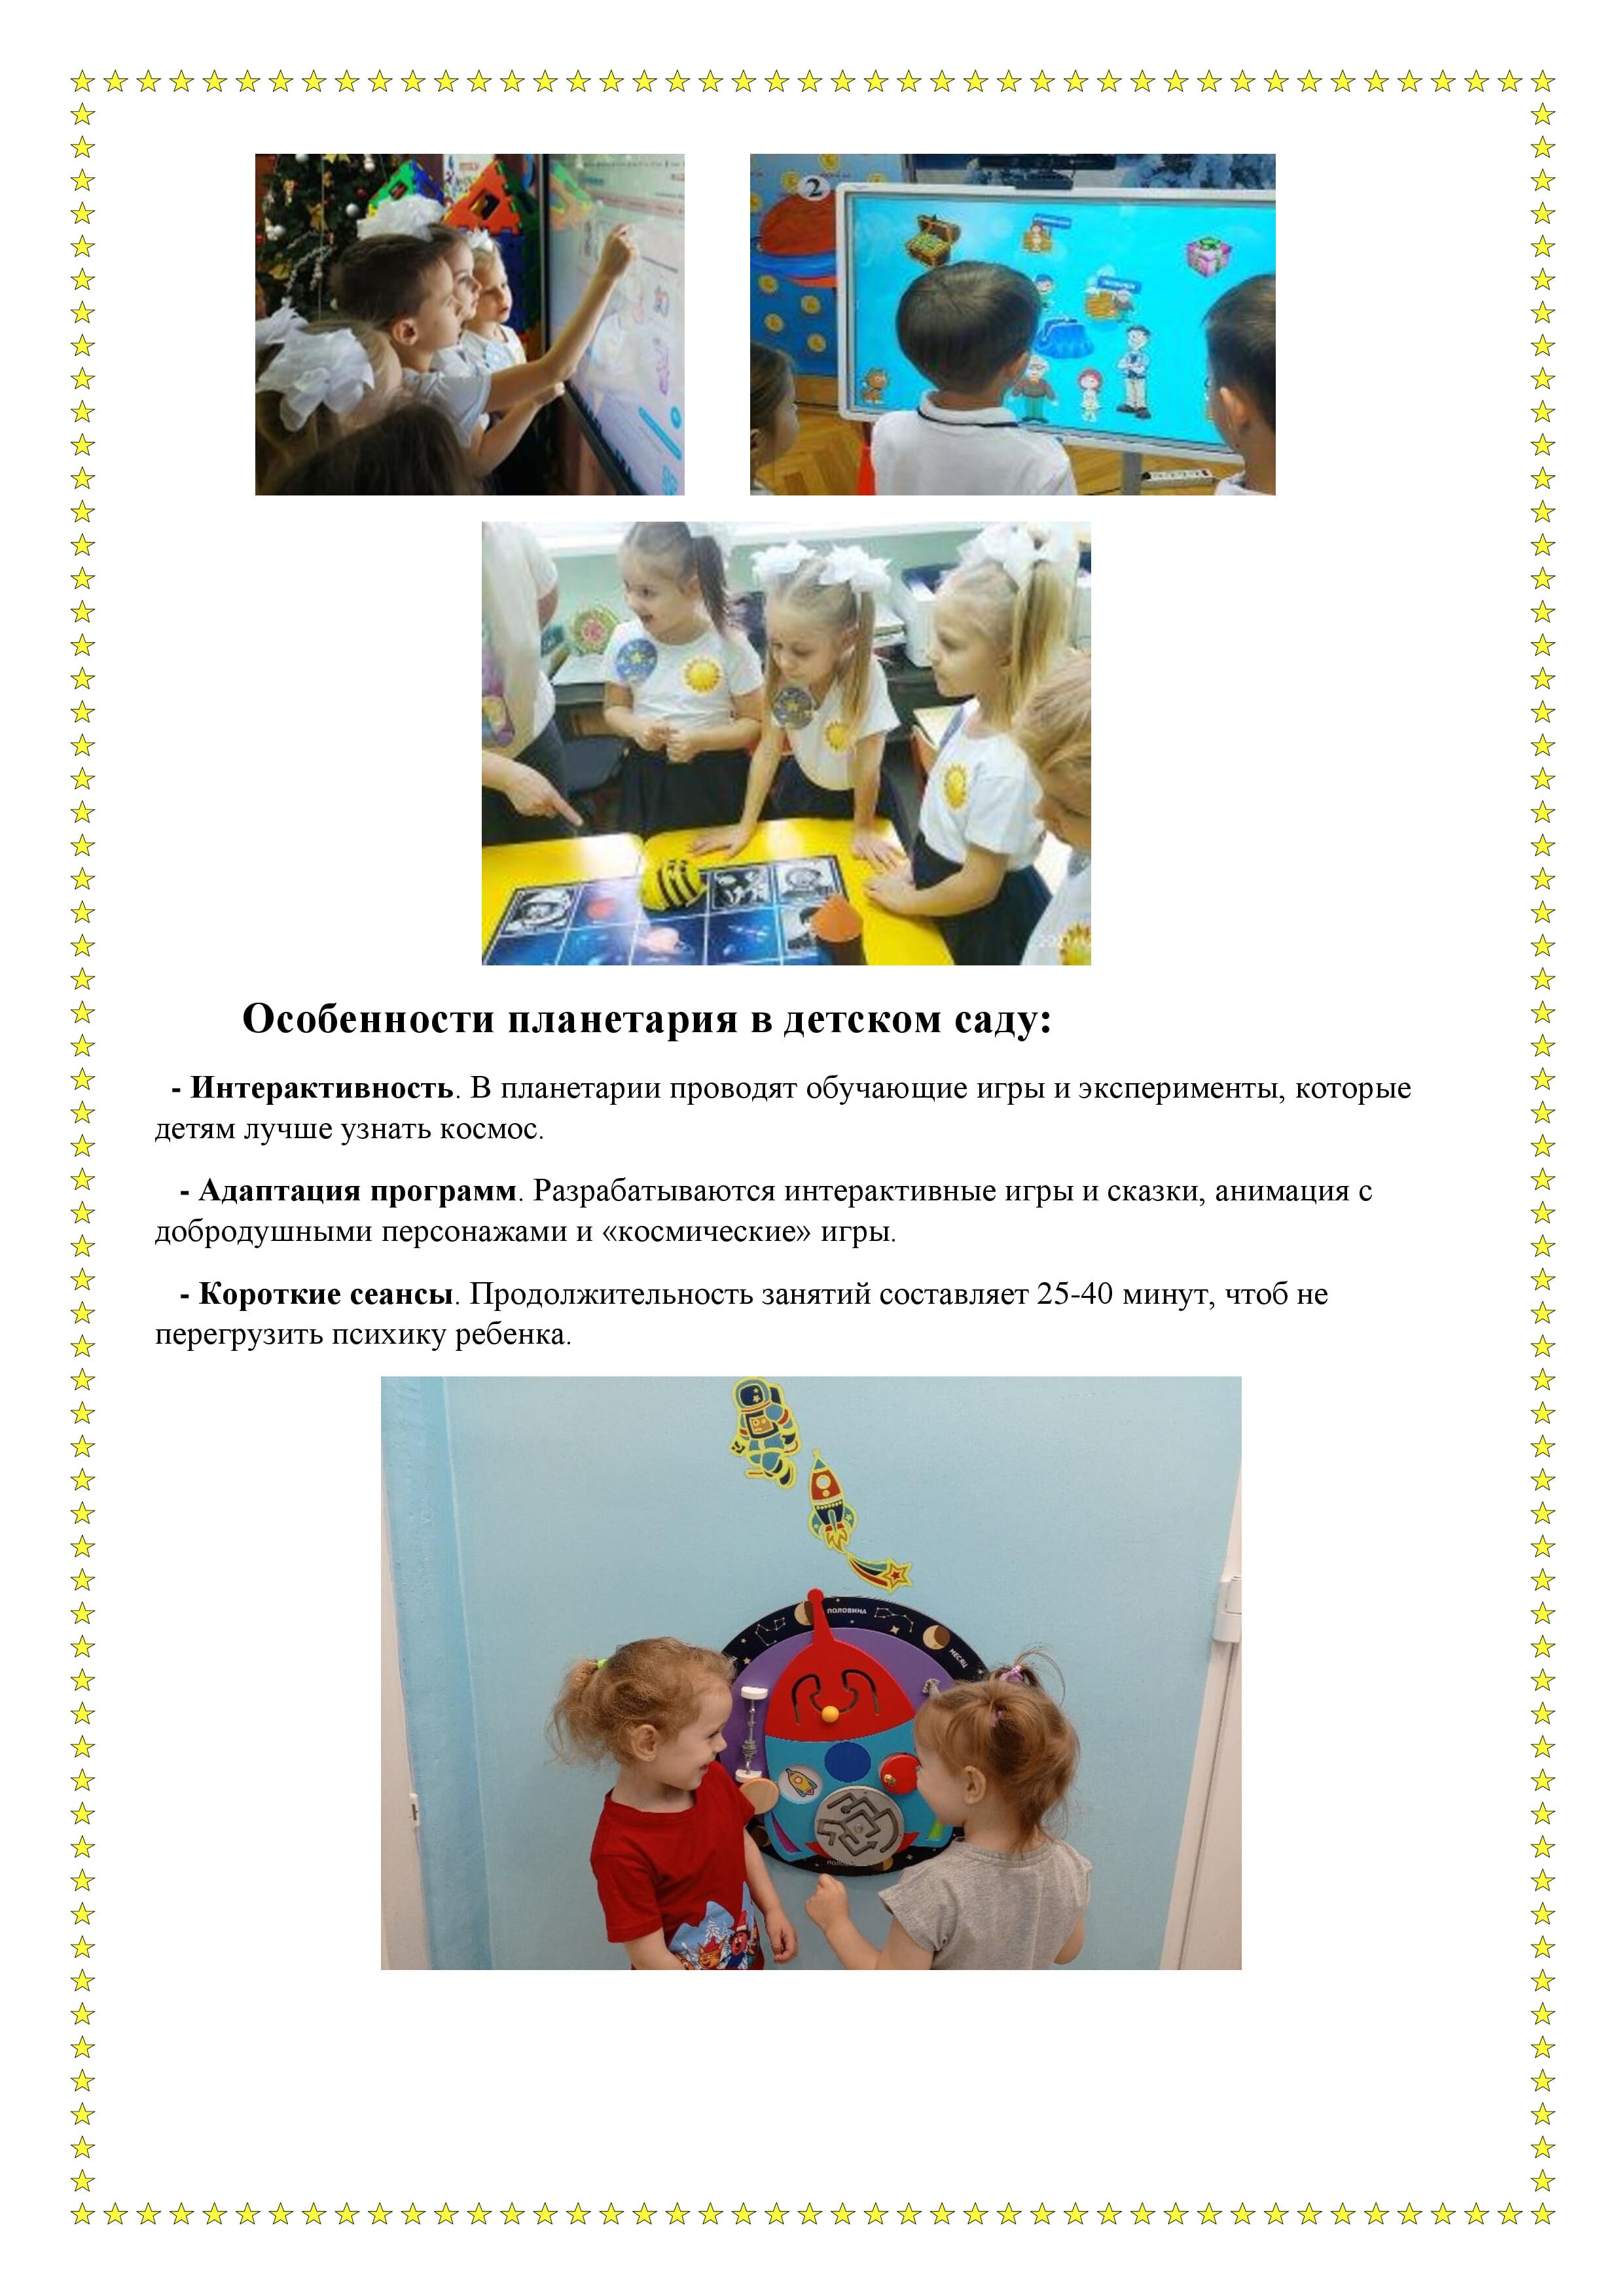 2
Особенности планетария в детском саду:
- Интерактивность. В планетарии проводят обучающие игры и эксперименты, которые
детям лучше узнать космос.
- Адаптация программ. Разрабатываются интерактивные игры и сказки, анимация с
добродушными персонажами и «космические» игры.
- Короткие сеансы. Продолжительность занятий составляет 25-40 минут, чтоб не
перегрузить психику ребенка.
ПОЛОВИНА
МЕСЯЦ